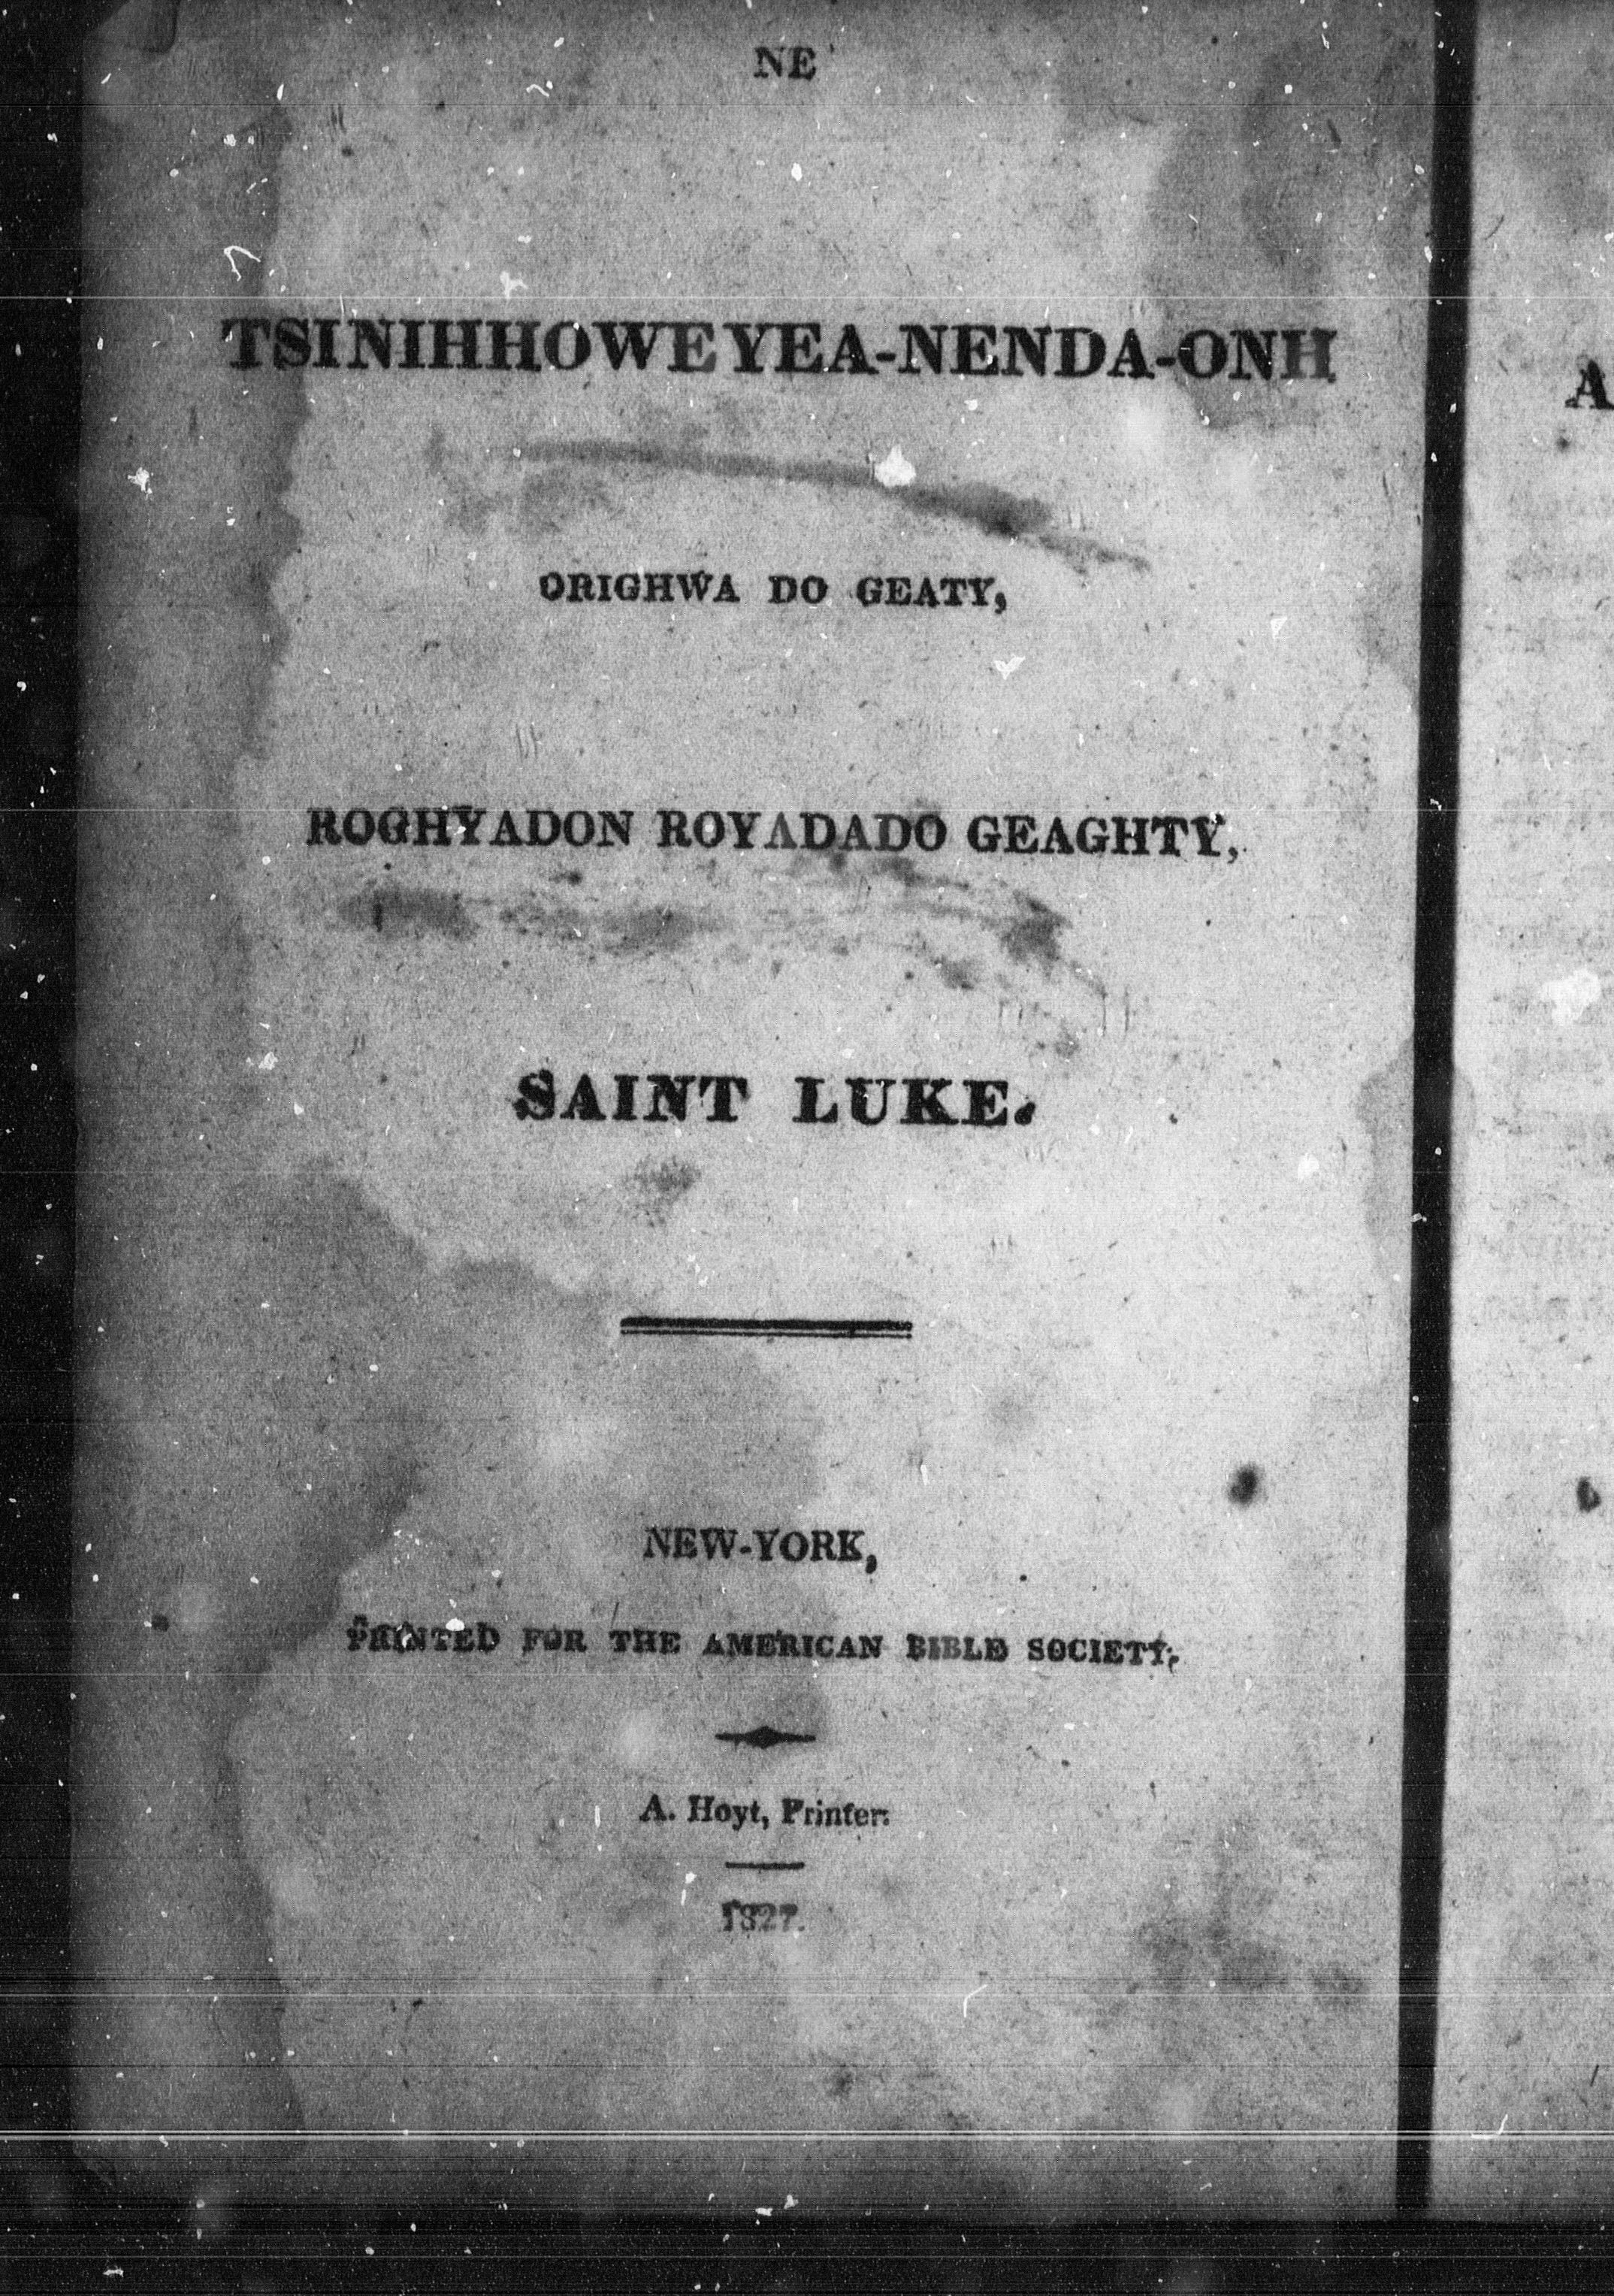 NE
TSINIHHOWEYEA-NENDA-ONH
ORIGHWA DO GEATY,
ROGHYADON ROYADADO GEAGHTY,
SAINT LUKE.
NEW-YORK,
PRINTED FOR THE AMERICAN BIBLE SOCIETY.
A. Hoyt, Printer.
1827.
A